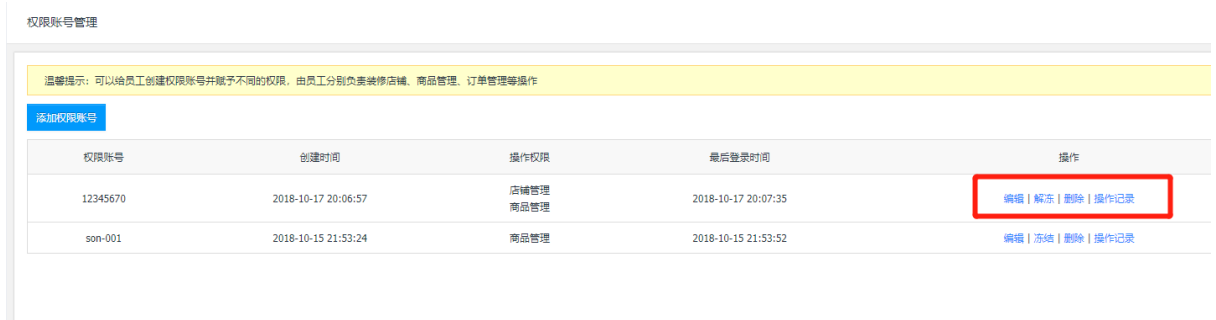 权限账号管理
温馨提示：可以给员工创建权限账号并赋予不同的权限，由员工分别负责装修店铺、商品管理、订单管理等操作
添加权限账号
权限账号 创建时间 操作权限 最后登录时间 操作
12345670 2018-10-17 20:06:57 店铺管理 商品管理 2018-10-17 20:07:35 编辑 | 解冻 | 删除 | 操作记录
son-001 2018-10-15 21:53:24 商品管理 2018-10-15 21:53:52 编辑 | 冻结 | 删除 | 操作记录